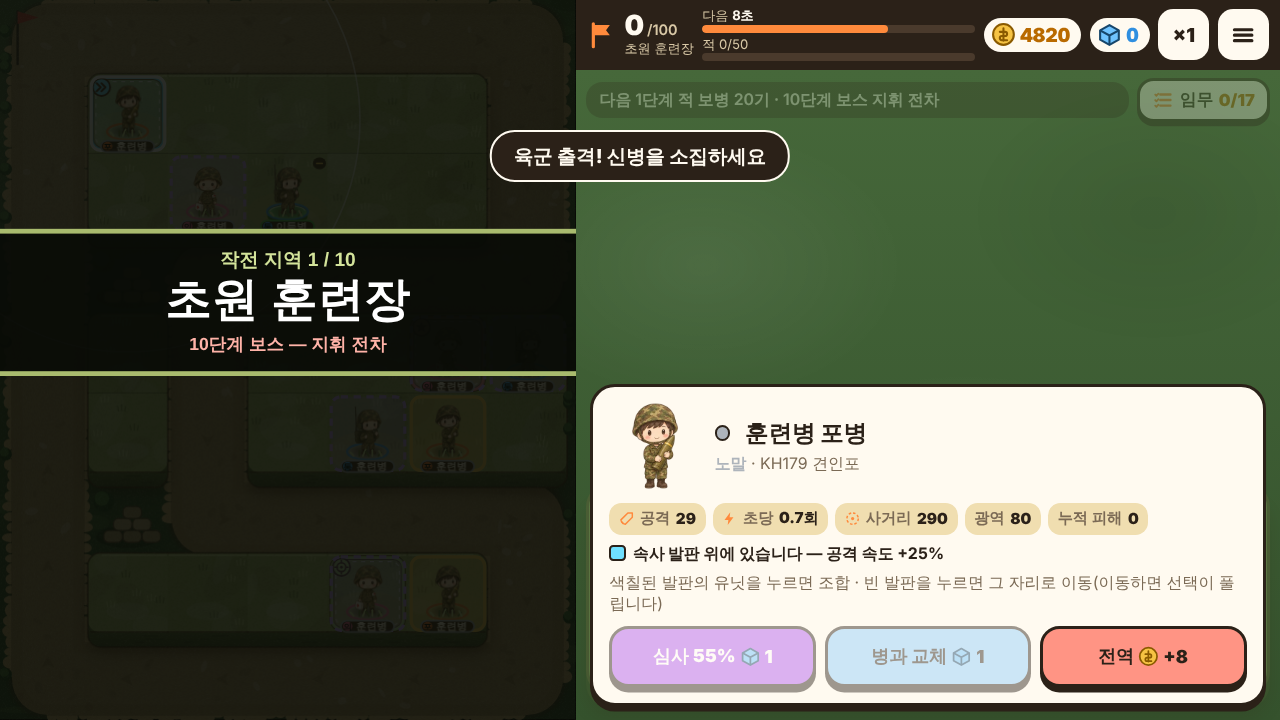 0/100
초원 훈련장
다음 8초
적 0/50
4820
0
×1
다음 1단계 적 보병 20기 · 10단계 보스 지휘 전차
임무 0/17
육군 출격! 신병을 소집하세요
작전 지역 1 / 10
초원 훈련장
10단계 보스 — 지휘 전차
훈련병 포병
노말 · KH179 견인포
공격 29
초당 0.7회
사거리 290
광역 80
누적 피해 0
속사 발판 위에 있습니다 — 공격 속도 +25%
색칠된 발판의 유닛을 누르면 조합 · 빈 발판을 누르면 그 자리로 이동(이동하면 선택이 풀
립니다)
심사 55% 1
병과 교체 1
전역 +8